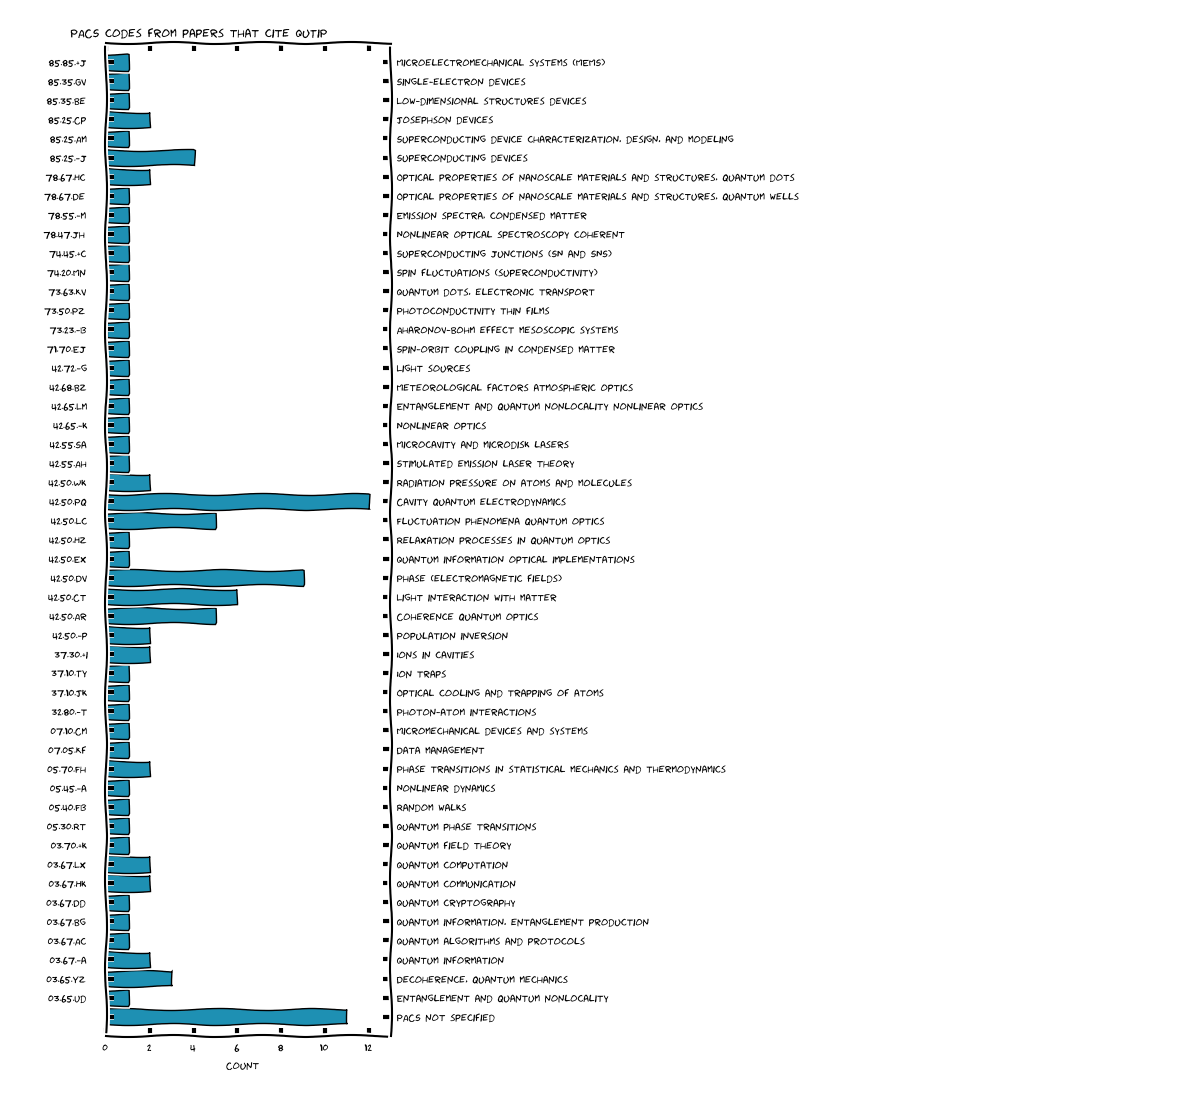 PACS CODES FROM PAPERS THAT CITE QUTIP
85.85.+J MICROELECTROMECHANICAL SYSTEMS (MEMS)
85.35.GV SINGLE-ELECTRON DEVICES
85.35.BE LOW-DIMENSIONAL STRUCTURES DEVICES
85.25.CP JOSEPHSON DEVICES
85.25.AM SUPERCONDUCTING DEVICE CHARACTERIZATION, DESIGN, AND MODELING
85.25.-J SUPERCONDUCTING DEVICES
78.67.HC OPTICAL PROPERTIES OF NANOSCALE MATERIALS AND STRUCTURES, QUANTUM DOTS
78.67.DE OPTICAL PROPERTIES OF NANOSCALE MATERIALS AND STRUCTURES, QUANTUM WELLS
78.55.-M EMISSION SPECTRA, CONDENSED MATTER
78.47.JH NONLINEAR OPTICAL SPECTROSCOPY COHERENT
74.45.+C SUPERCONDUCTING JUNCTIONS (SN AND SNS)
74.20.MN SPIN FLUCTUATIONS (SUPERCONDUCTIVITY)
73.63.KV QUANTUM DOTS, ELECTRONIC TRANSPORT
73.50.PZ PHOTOCONDUCTIVITY THIN FILMS
73.23.-B AHARONOV-BOHM EFFECT MESOSCOPIC SYSTEMS
71.70.EJ SPIN-ORBIT COUPLING IN CONDENSED MATTER
42.72.-G LIGHT SOURCES
42.68.BZ METEOROLOGICAL FACTORS ATMOSPHERIC OPTICS
42.65.LM ENTANGLEMENT AND QUANTUM NONLOCALITY NONLINEAR OPTICS
42.65.-K NONLINEAR OPTICS
42.55.SA MICROCAVITY AND MICRODISK LASERS
42.55.AH STIMULATED EMISSION LASER THEORY
42.50.WK RADIATION PRESSURE ON ATOMS AND MOLECULES
42.50.PQ CAVITY QUANTUM ELECTRODYNAMICS
42.50.LC FLUCTUATION PHENOMENA QUANTUM OPTICS
42.50.HZ RELAXATION PROCESSES IN QUANTUM OPTICS
42.50.EX QUANTUM INFORMATION OPTICAL IMPLEMENTATIONS
42.50.DV PHASE (ELECTROMAGNETIC FIELDS)
42.50.CT LIGHT INTERACTION WITH MATTER
42.50.AR COHERENCE QUANTUM OPTICS
42.50.-P POPULATION INVERSION
37.30.+I IONS IN CAVITIES
37.10.TY ION TRAPS
37.10.JK OPTICAL COOLING AND TRAPPING OF ATOMS
32.80.-T PHOTON-ATOM INTERACTIONS
07.10.CM MICROMECHANICAL DEVICES AND SYSTEMS
07.05.KF DATA MANAGEMENT
05.70.FH PHASE TRANSITIONS IN STATISTICAL MECHANICS AND THERMODYNAMICS
05.45.-A NONLINEAR DYNAMICS
05.40.FB RANDOM WALKS
05.30.RT QUANTUM PHASE TRANSITIONS
03.70.+K QUANTUM FIELD THEORY
03.67.LX QUANTUM COMPUTATION
03.67.HK QUANTUM COMMUNICATION
03.67.DD QUANTUM CRYPTOGRAPHY
03.67.BG QUANTUM INFORMATION, ENTANGLEMENT PRODUCTION
03.67.AC QUANTUM ALGORITHMS AND PROTOCOLS
03.67.-A QUANTUM INFORMATION
03.65.YZ DECOHERENCE, QUANTUM MECHANICS
03.65.UD ENTANGLEMENT AND QUANTUM NONLOCALITY
PACS NOT SPECIFIED
0 2 4 6 8 10 12
COUNT